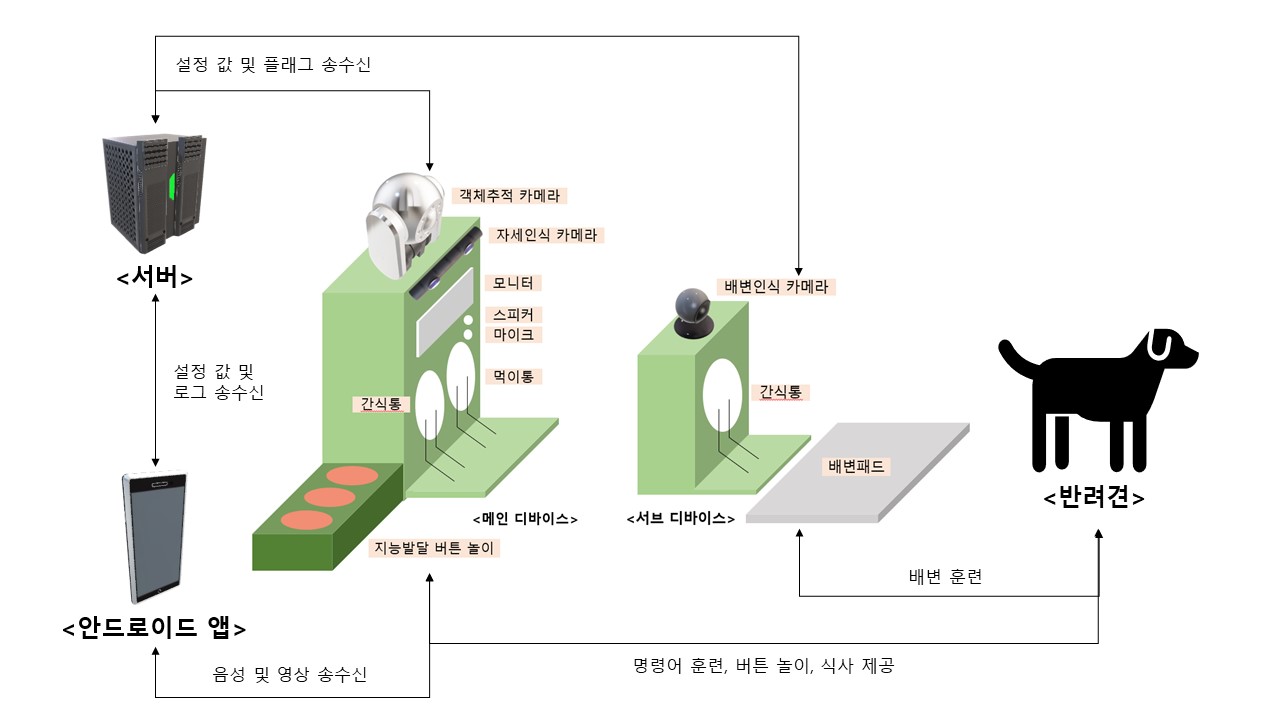 설정 값 및 플래그 송수신
객체추적 카메라
자세인식 카메라
<서버>
모니터
배변인식 카메라
스피커
마이크
설정 값 및
로그 송수신
먹이통
간식통
간식통
배변패드
<반려견>
<메인 디바이스>
<서브 디바이스>
지능발달 버튼 놀이
배변 훈련
<안드로이드 앱>
음성 및 영상 송수신
명령어 훈련, 버튼 놀이, 식사 제공